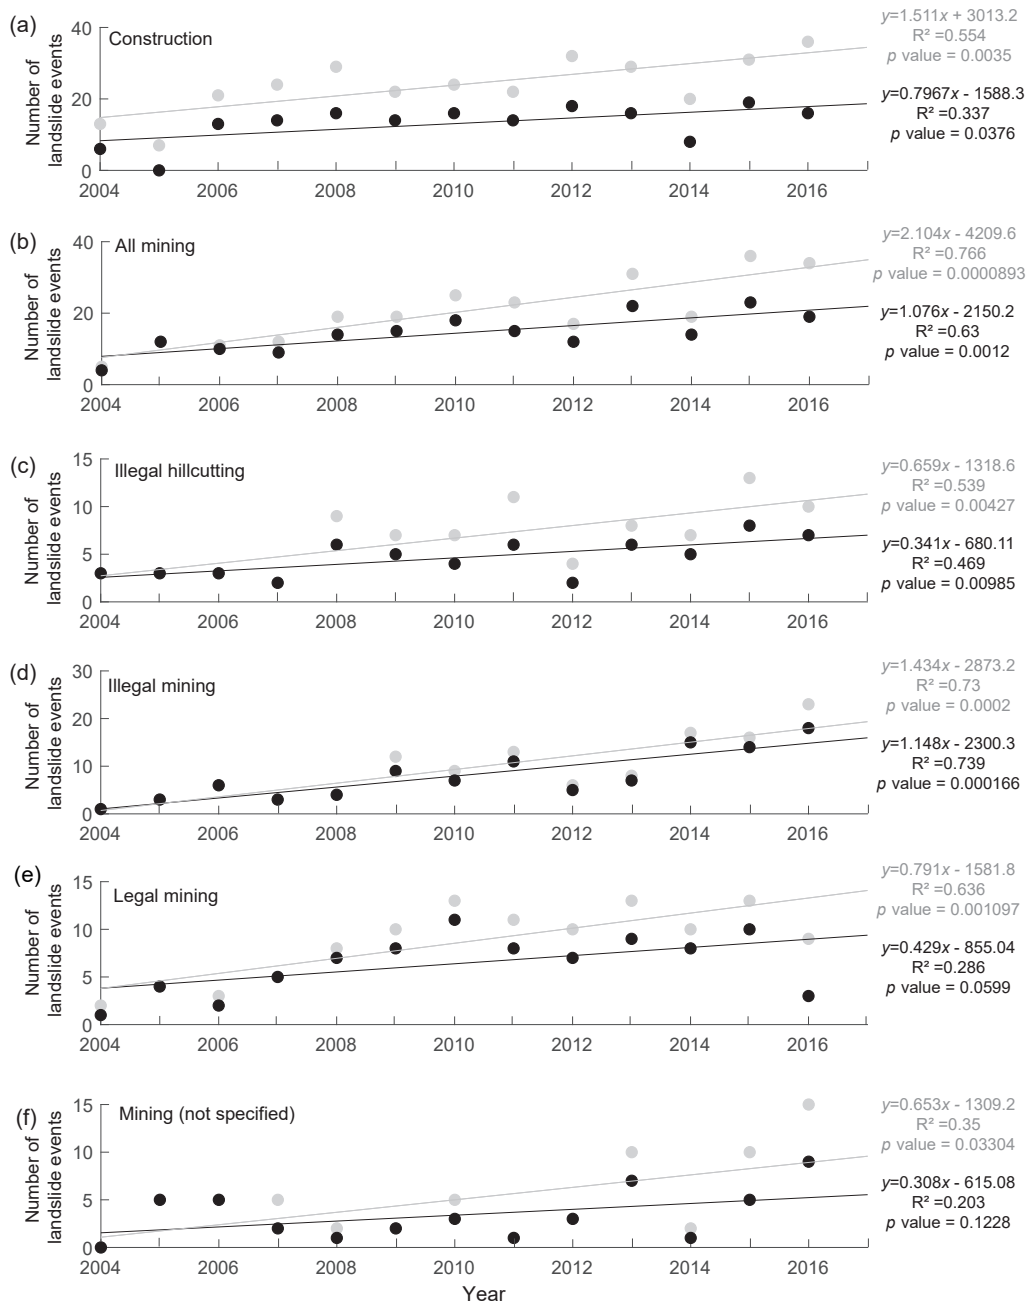 (a)
Construction
Number of
landslide events
40
20
0
2004 2006 2008 2010 2012 2014 2016
y=1.511x + 3013.2
R² =0.554
p value = 0.0035
y=0.7967x - 1588.3
R² =0.337
p value = 0.0376
(b)
All mining
Number of
landslide events
40
20
0
2004 2006 2008 2010 2012 2014 2016
y=2.104x - 4209.6
R² =0.766
p value = 0.0000893
y=1.076x - 2150.2
R² =0.63
p value = 0.0012
(c)
Illegal hillcutting
Number of
landslide events
15
10
5
0
2004 2006 2008 2010 2012 2014 2016
y=0.659x - 1318.6
R² =0.539
p value = 0.00427
y=0.341x - 680.11
R² =0.469
p value = 0.00985
(d)
Illegal mining
Number of
landslide events
30
20
10
0
2004 2006 2008 2010 2012 2014 2016
y=1.434x - 2873.2
R² =0.73
p value = 0.0002
y=1.148x - 2300.3
R² =0.739
p value = 0.000166
(e)
Legal mining
Number of
landslide events
15
10
5
0
2004 2006 2008 2010 2012 2014 2016
y=0.791x - 1581.8
R² =0.636
p value = 0.001097
y=0.429x - 855.04
R² =0.286
p value = 0.0599
(f)
Mining (not specified)
Number of
landslide events
15
10
5
0
2004 2006 2008 2010 2012 2014 2016
Year
y=0.653x - 1309.2
R² =0.35
p value = 0.03304
y=0.308x - 615.08
R² =0.203
p value = 0.1228